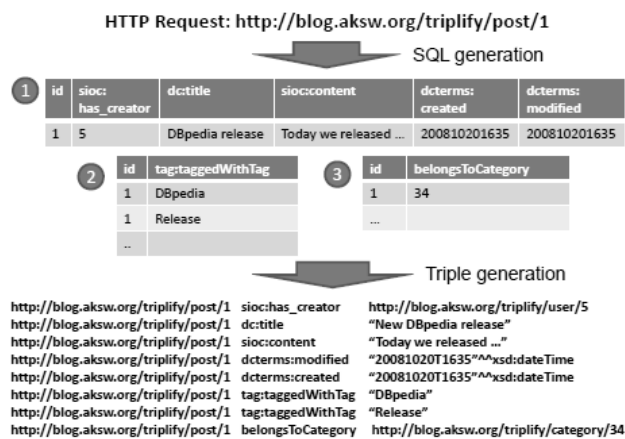 HTTP Request: http://blog.aksw.org/triplify/post/1
SQL generation
1
id sioc: has_creator dc:title sioc:content dcterms: created dcterms: modified
1 5 DBpedia release Today we released ... 200810201635 200810201635
2
id tag:taggedWithTag
1 DBpedia
1 Release
..
3
id belongsToCategory
1 34
...
Triple generation
http://blog.aksw.org/triplify/post/1 sioc:has_creator http://blog.aksw.org/triplify/user/5
http://blog.aksw.org/triplify/post/1 dc:title “New DBpedia release”
http://blog.aksw.org/triplify/post/1 sioc:content “Today we released ...”
http://blog.aksw.org/triplify/post/1 dcterms:modified “20081020T1635”^^xsd:dateTime
http://blog.aksw.org/triplify/post/1 dcterms:created “20081020T1635”^^xsd:dateTime
http://blog.aksw.org/triplify/post/1 tag:taggedWithTag “DBpedia”
http://blog.aksw.org/triplify/post/1 tag:taggedWithTag “Release”
http://blog.aksw.org/triplify/post/1 belongsToCategory http://blog.aksw.org/triplify/category/34